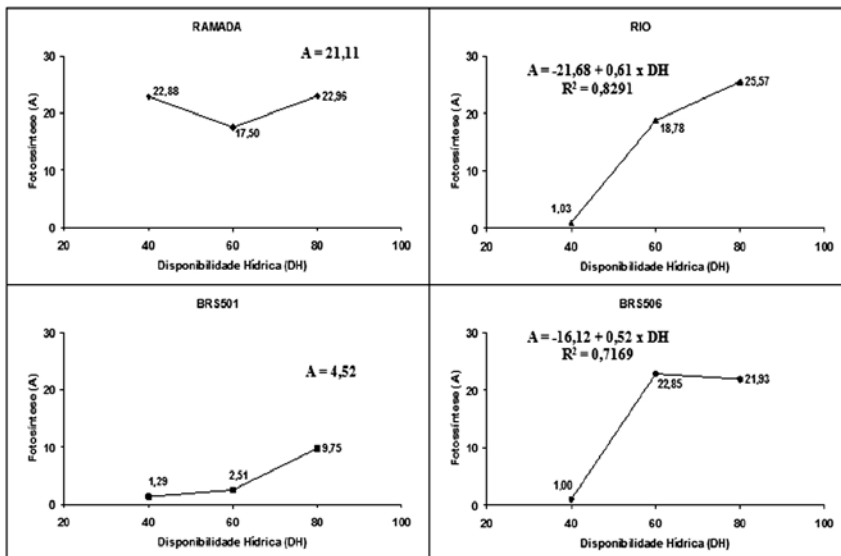 RAMADA
A = 21,11
30
20
10
0
22,88
17,50
22,96
20
40
60
80
100
Fotossíntese (A)
Disponibilidade Hídrica (DH)
RIO
A = -21,68 + 0,61 x DH
R² = 0,8291
30
20
10
0
1,03
18,78
25,57
20
40
60
80
100
Fotossíntese (A)
Disponibilidade Hídrica (DH)
BRS501
A = 4,52
30
20
10
0
1,29
2,51
9,75
20
40
60
80
100
Fotossíntese (A)
Disponibilidade Hídrica (DH)
BRS506
A = -16,12 + 0,52 x DH
R² = 0,7169
30
20
10
0
1,00
22,85
21,93
20
40
60
80
100
Fotossíntese (A)
Disponibilidade Hídrica (DH)